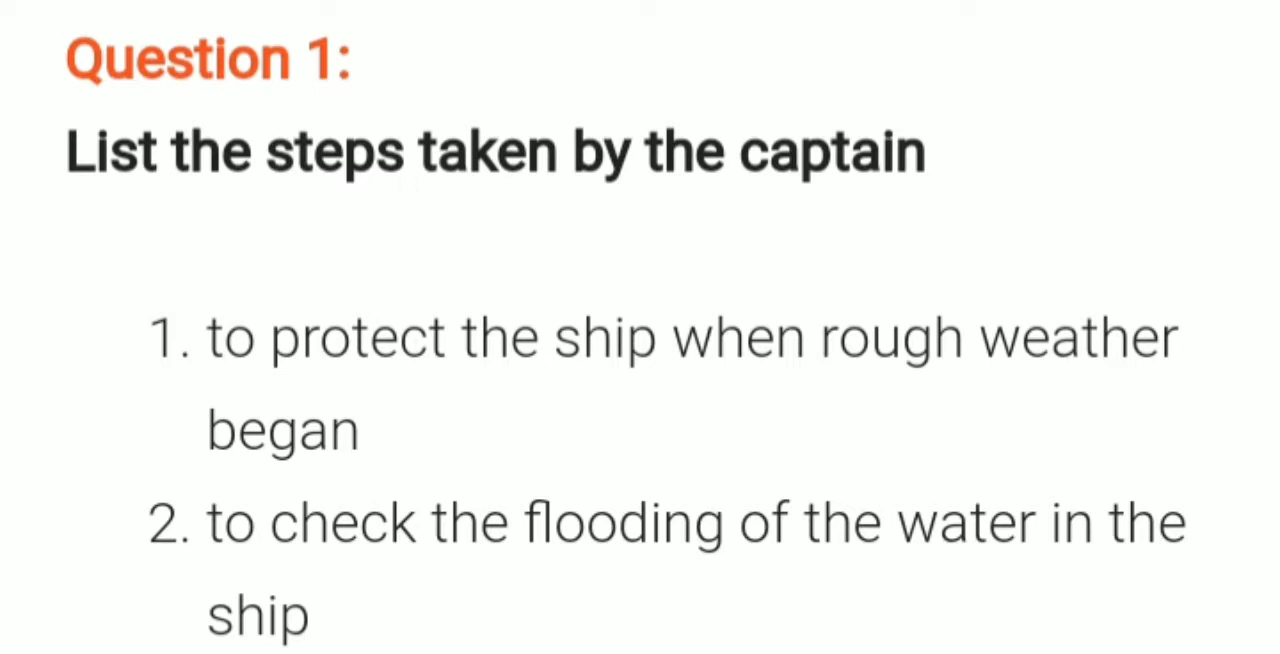 Question 1:
List the steps taken by the captain
1. to protect the ship when rough weather
began
2. to check the flooding of the water in the
ship